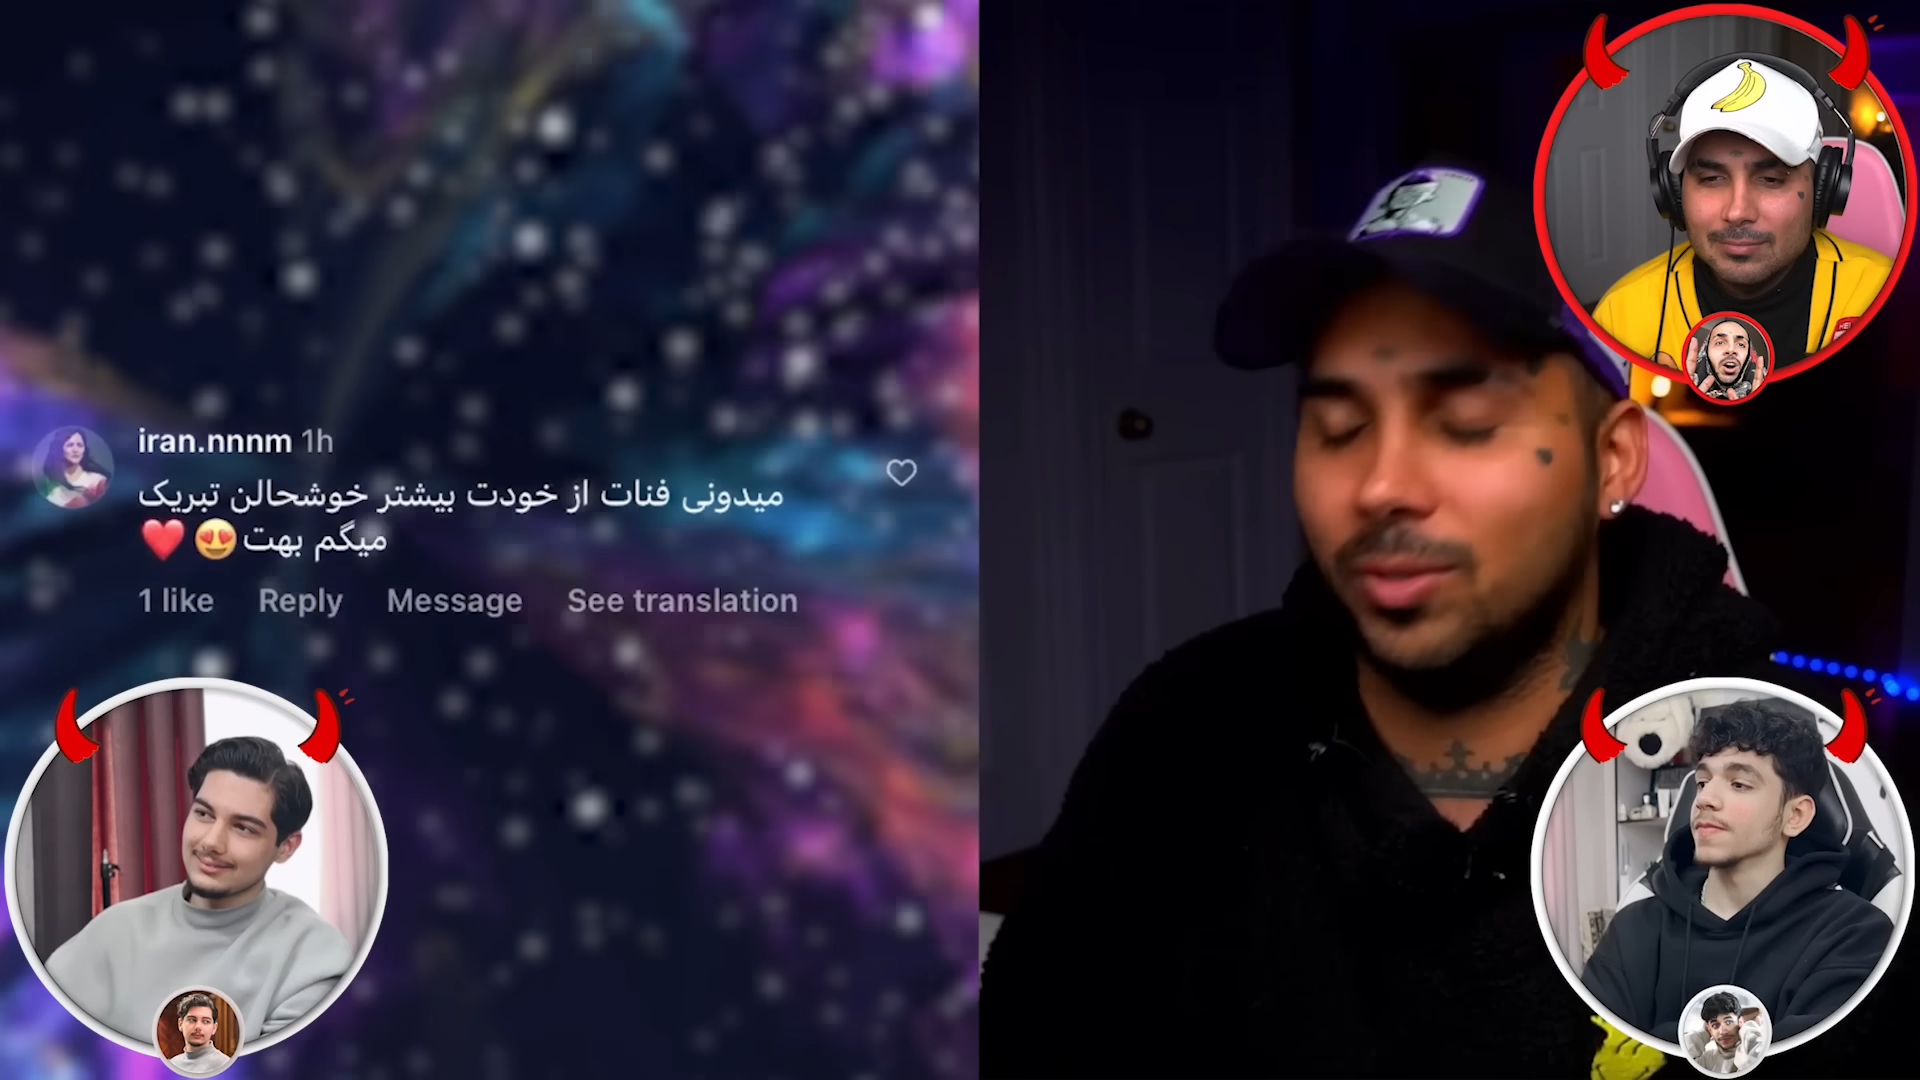 iran.nnnm 1h
میدونی فنات از خودت بیشتر خوشحالن تبریک
میگم بهت😍❤️
1 like Reply Message See translation